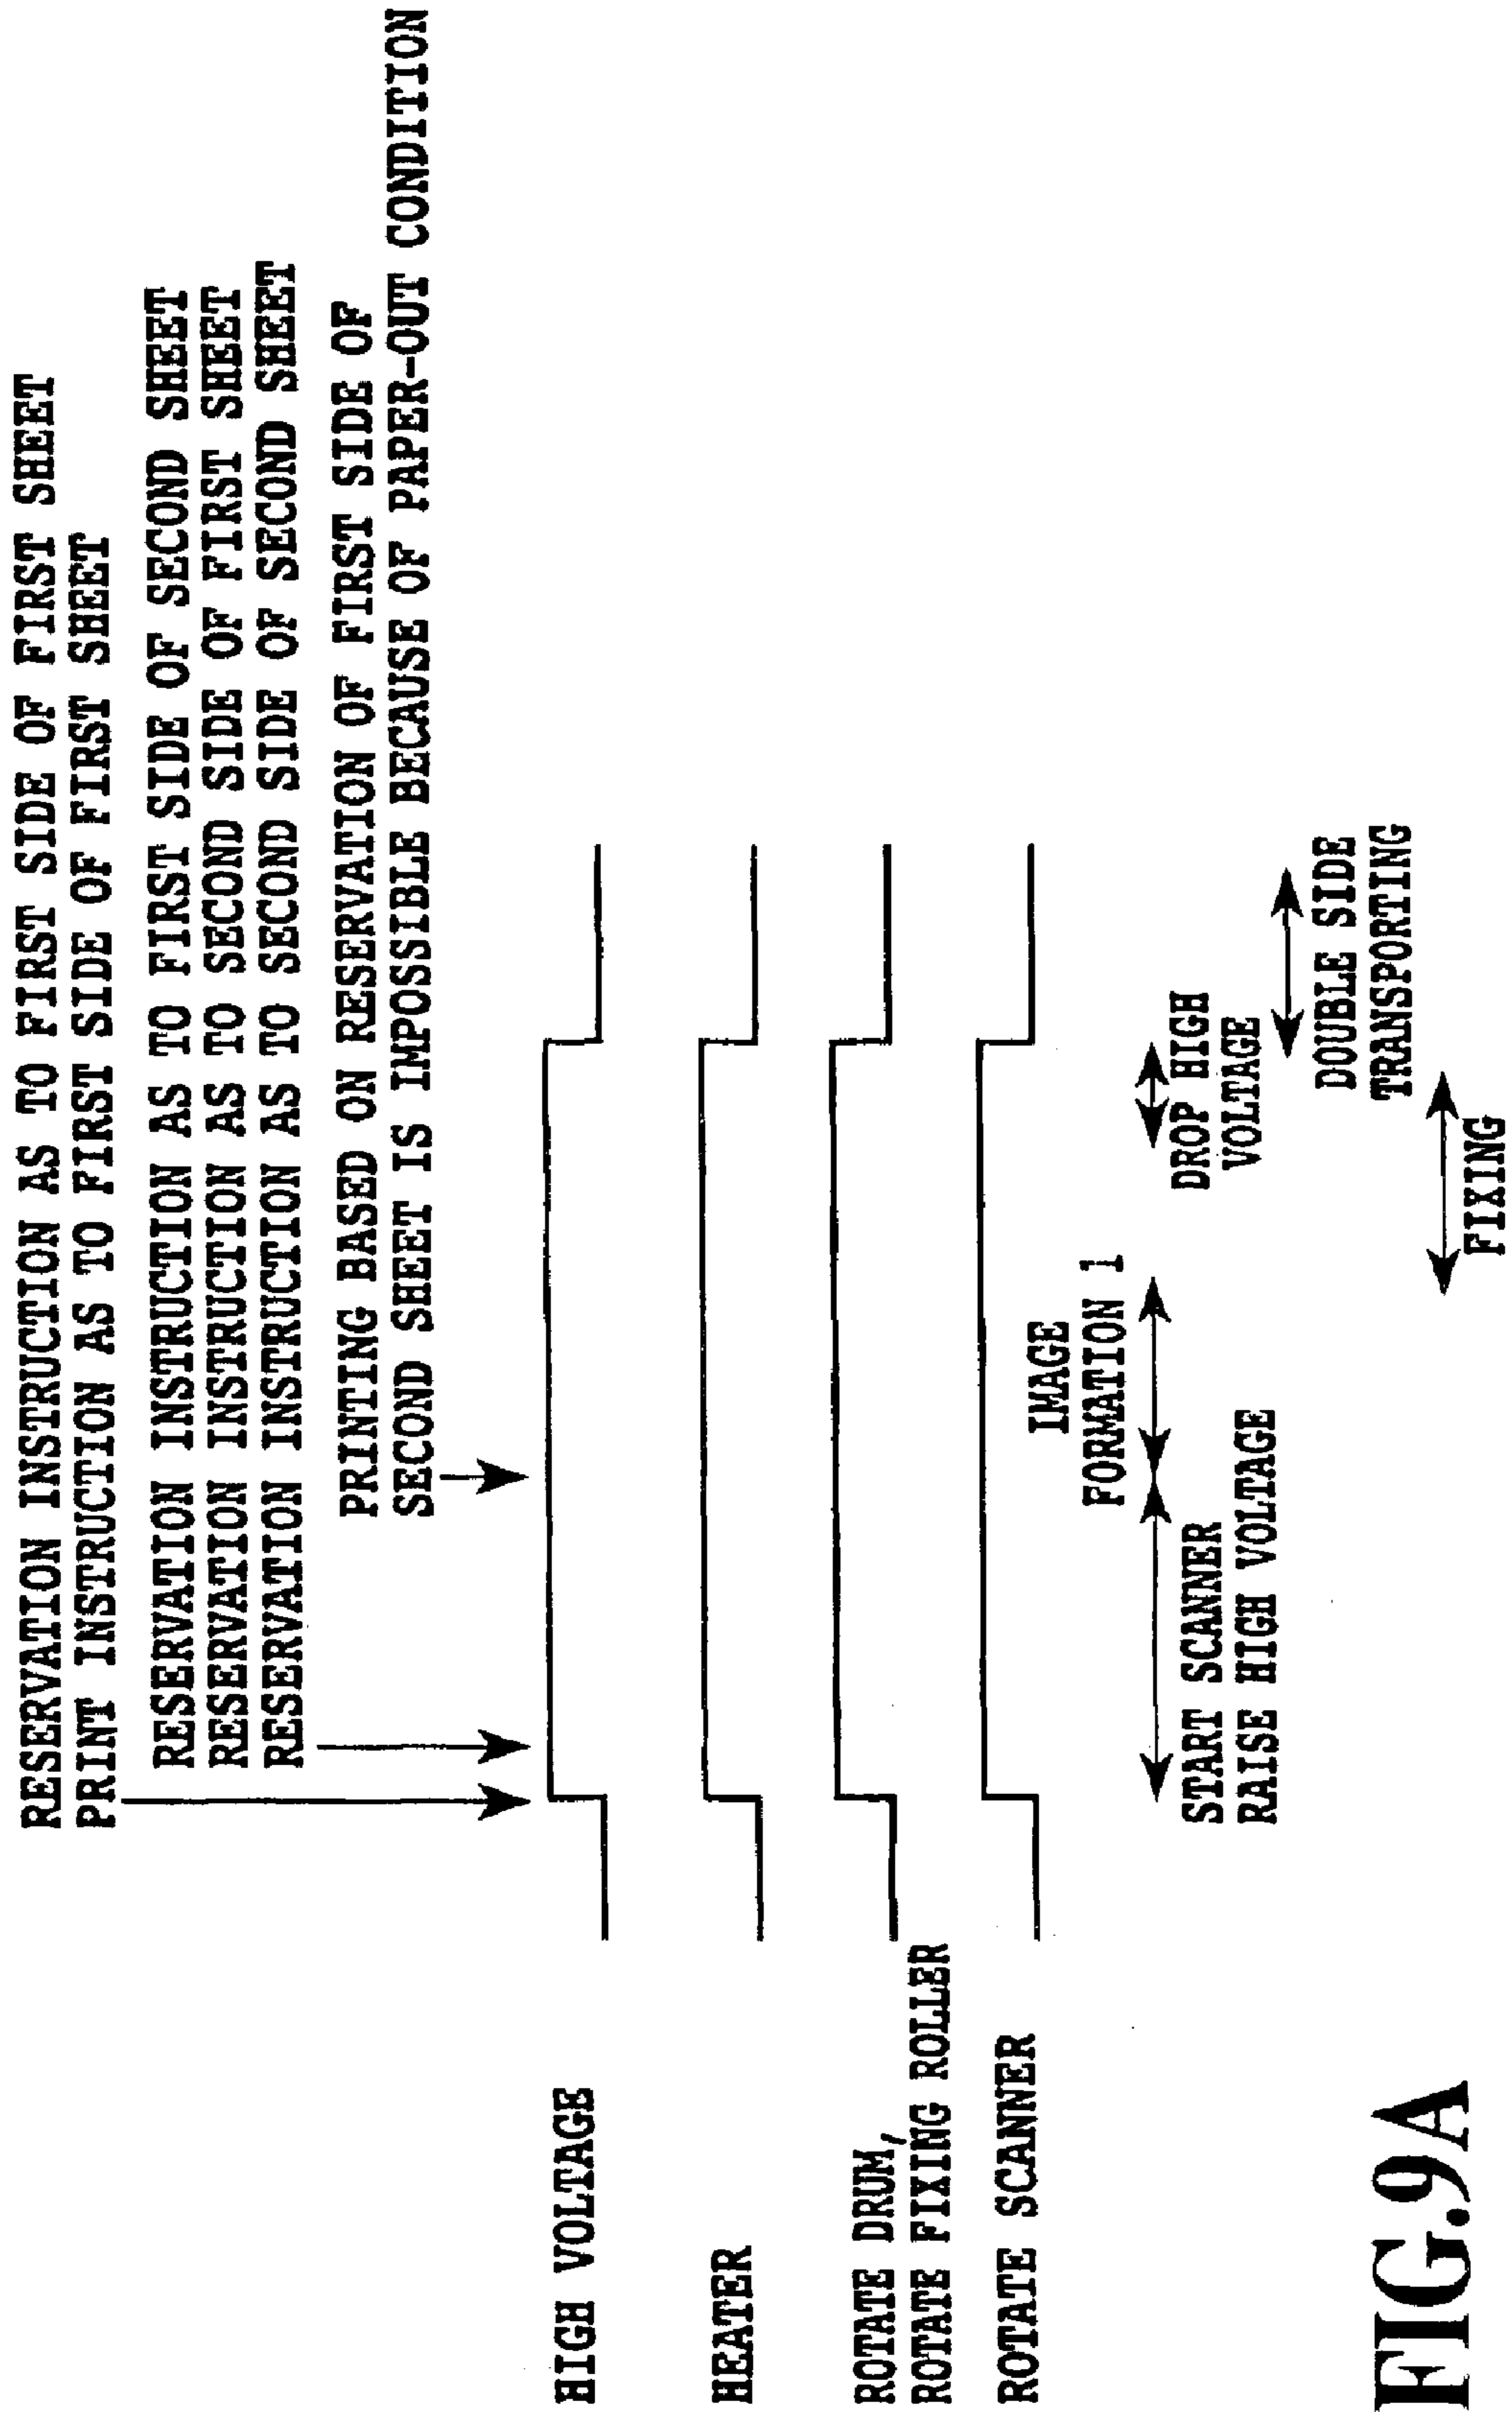 RESERVATION INSTRUCTION AS TO FIRST SIDE OF FIRST SHEET
PRINT INSTRUCTION AS TO FIRST SIDE OF FIRST SHEET
RESERVATION INSTRUCTION AS TO FIRST SIDE OF SECOND SHEET
RESERVATION INSTRUCTION AS TO SECOND SIDE OF FIRST SHEET
RESERVATION INSTRUCTION AS TO SECOND SIDE OF SECOND SHEET
PRINTING BASED ON RESERVATION OF FIRST SIDE OF
SECOND SHEET IS IMPOSSIBLE BECAUSE OF PAPER-OUT CONDITION
HIGH VOLTAGE
HEATER
ROTATE DRUM,
ROTATE FIXING ROLLER
ROTATE SCANNER
IMAGE
FORMATION 1
START SCANNER
RAISE HIGH VOLTAGE
DROP HIGH
VOLTAGE
DOUBLE SIDE
TRANSPORTING
FIXING
FIG.9A